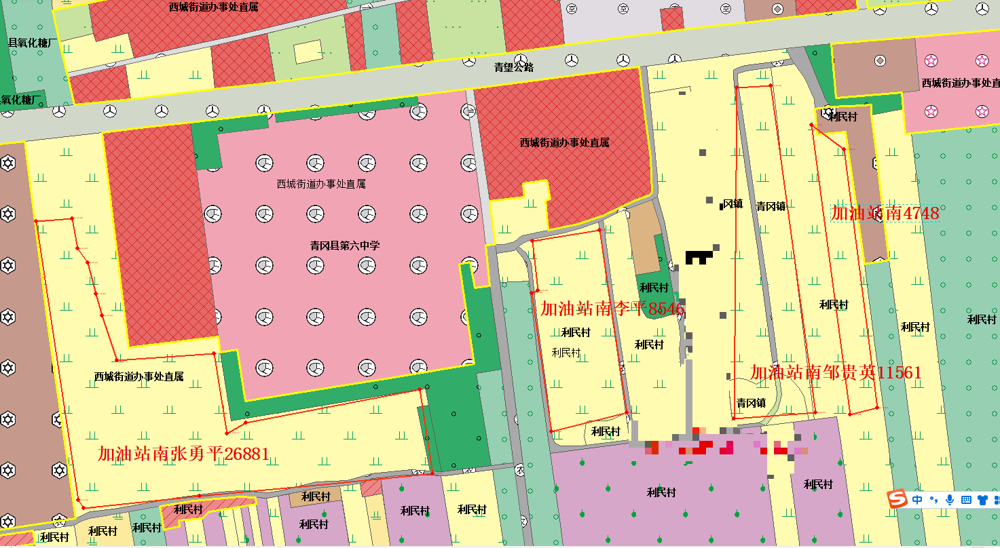 西城街道办事处直属
县氧化糖厂
青望公路
西城街道办事处直
氧化糖厂
利民村
西城街道办事处直属
西城街道办事处直属
冈镇
青冈镇
加油站南4748
青冈县第六中学
利民村
加油站南李平8546
利民村
利民村
利民村
利民村
利民村
利民村
加油站南邹贵英11561
西城街道办事处直属
青冈镇
利民村
加油站南张勇平26881
利民村
利民村
利民村
中
利民村
利民村
利民村
利民村
利民村
利民村
利民村
利民村